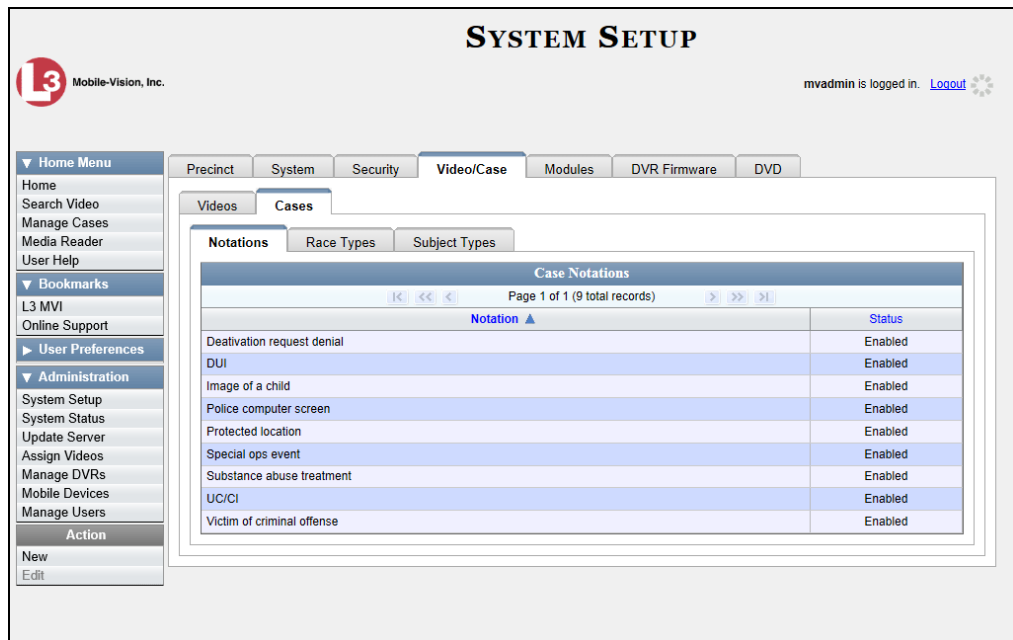 SYSTEM SETUP
L3 Mobile-Vision, Inc.
mvadmin is logged in. Logout
Home Menu
Home
Search Video
Manage Cases
Media Reader
User Help
Bookmarks
L3 MVI
Online Support
User Preferences
Administration
System Setup
System Status
Update Server
Assign Videos
Manage DVRs
Mobile Devices
Manage Users
Action
New
Edit
Precinct System Security Video/Case Modules DVR Firmware DVD
Videos Cases
Notations Race Types Subject Types
Case Notations
|< << < Page 1 of 1 (9 total records) > >> >|
Notation ▲ Status
Deativation request denial Enabled
DUI Enabled
Image of a child Enabled
Police computer screen Enabled
Protected location Enabled
Special ops event Enabled
Substance abuse treatment Enabled
UC/CI Enabled
Victim of criminal offense Enabled